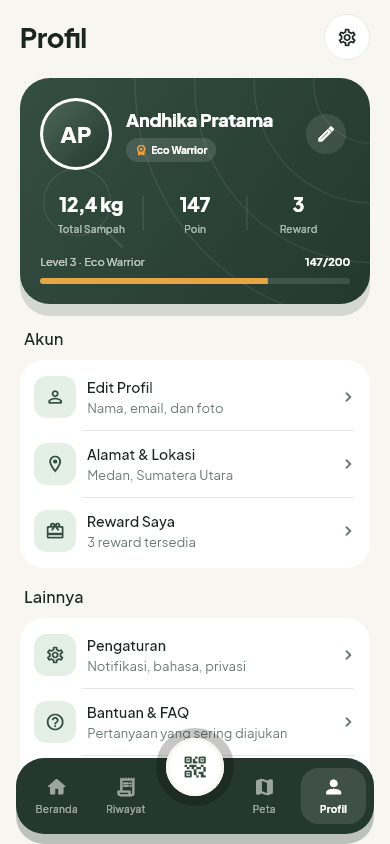 Profil
AP
Andhika Pratama
Eco Warrior
12,4 kg
Total Sampah
147
Poin
3
Reward
Level 3 · Eco Warrior
147/200
Akun
Edit Profil
Nama, email, dan foto
Alamat & Lokasi
Medan, Sumatera Utara
Reward Saya
3 reward tersedia
Lainnya
Pengaturan
Notifikasi, bahasa, privasi
Bantuan & FAQ
Pertanyaan yang sering diajukan
Beranda
Riwayat
Peta
Profil